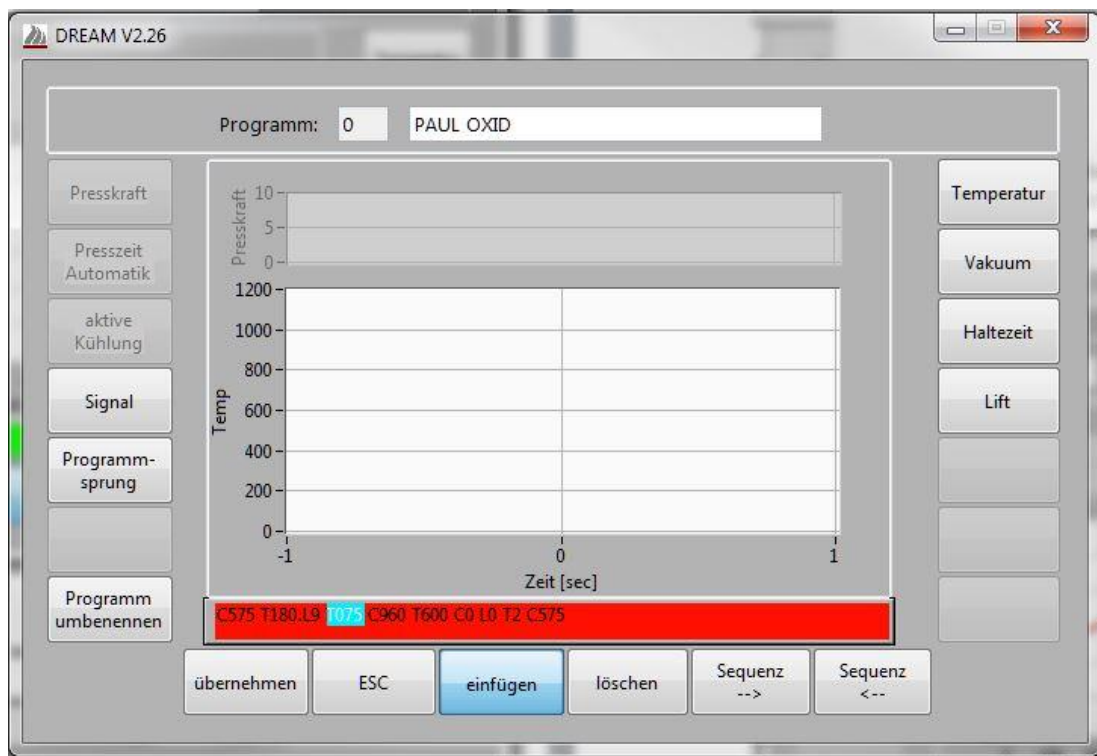 DREAM V2.26
Programm: 0 PAUL OXID
Presskraft
Presszeit
Automatik
aktive
Kühlung
Signal
Programm-
sprung
Programm
umbenennen
Presskraft
10
5
0
Temp
1200
1000
800
600
400
200
0
-1 0 1
Zeit [sec]
C575 T180.L9 T075 C960 T600 C0 L0 T2 C575
Temperatur
Vakuum
Haltezeit
Lift
übernehmen
ESC
einfügen
löschen
Sequenz
-->
Sequenz
<--